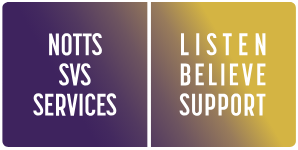 NOTTS
SVS
SERVICES
LISTEN
BELIEVE
SUPPORT